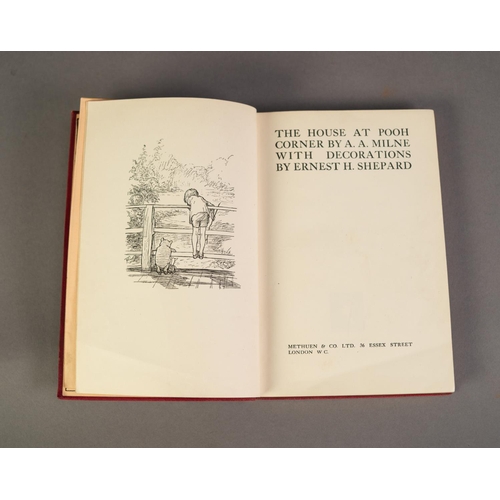 THE HOUSE AT POOH
CORNER BY A. A. MILNE
WITH DECORATIONS
BY ERNEST H. SHEPARD
METHUEN & CO. LTD. 36 ESSEX STREET
LONDON W C